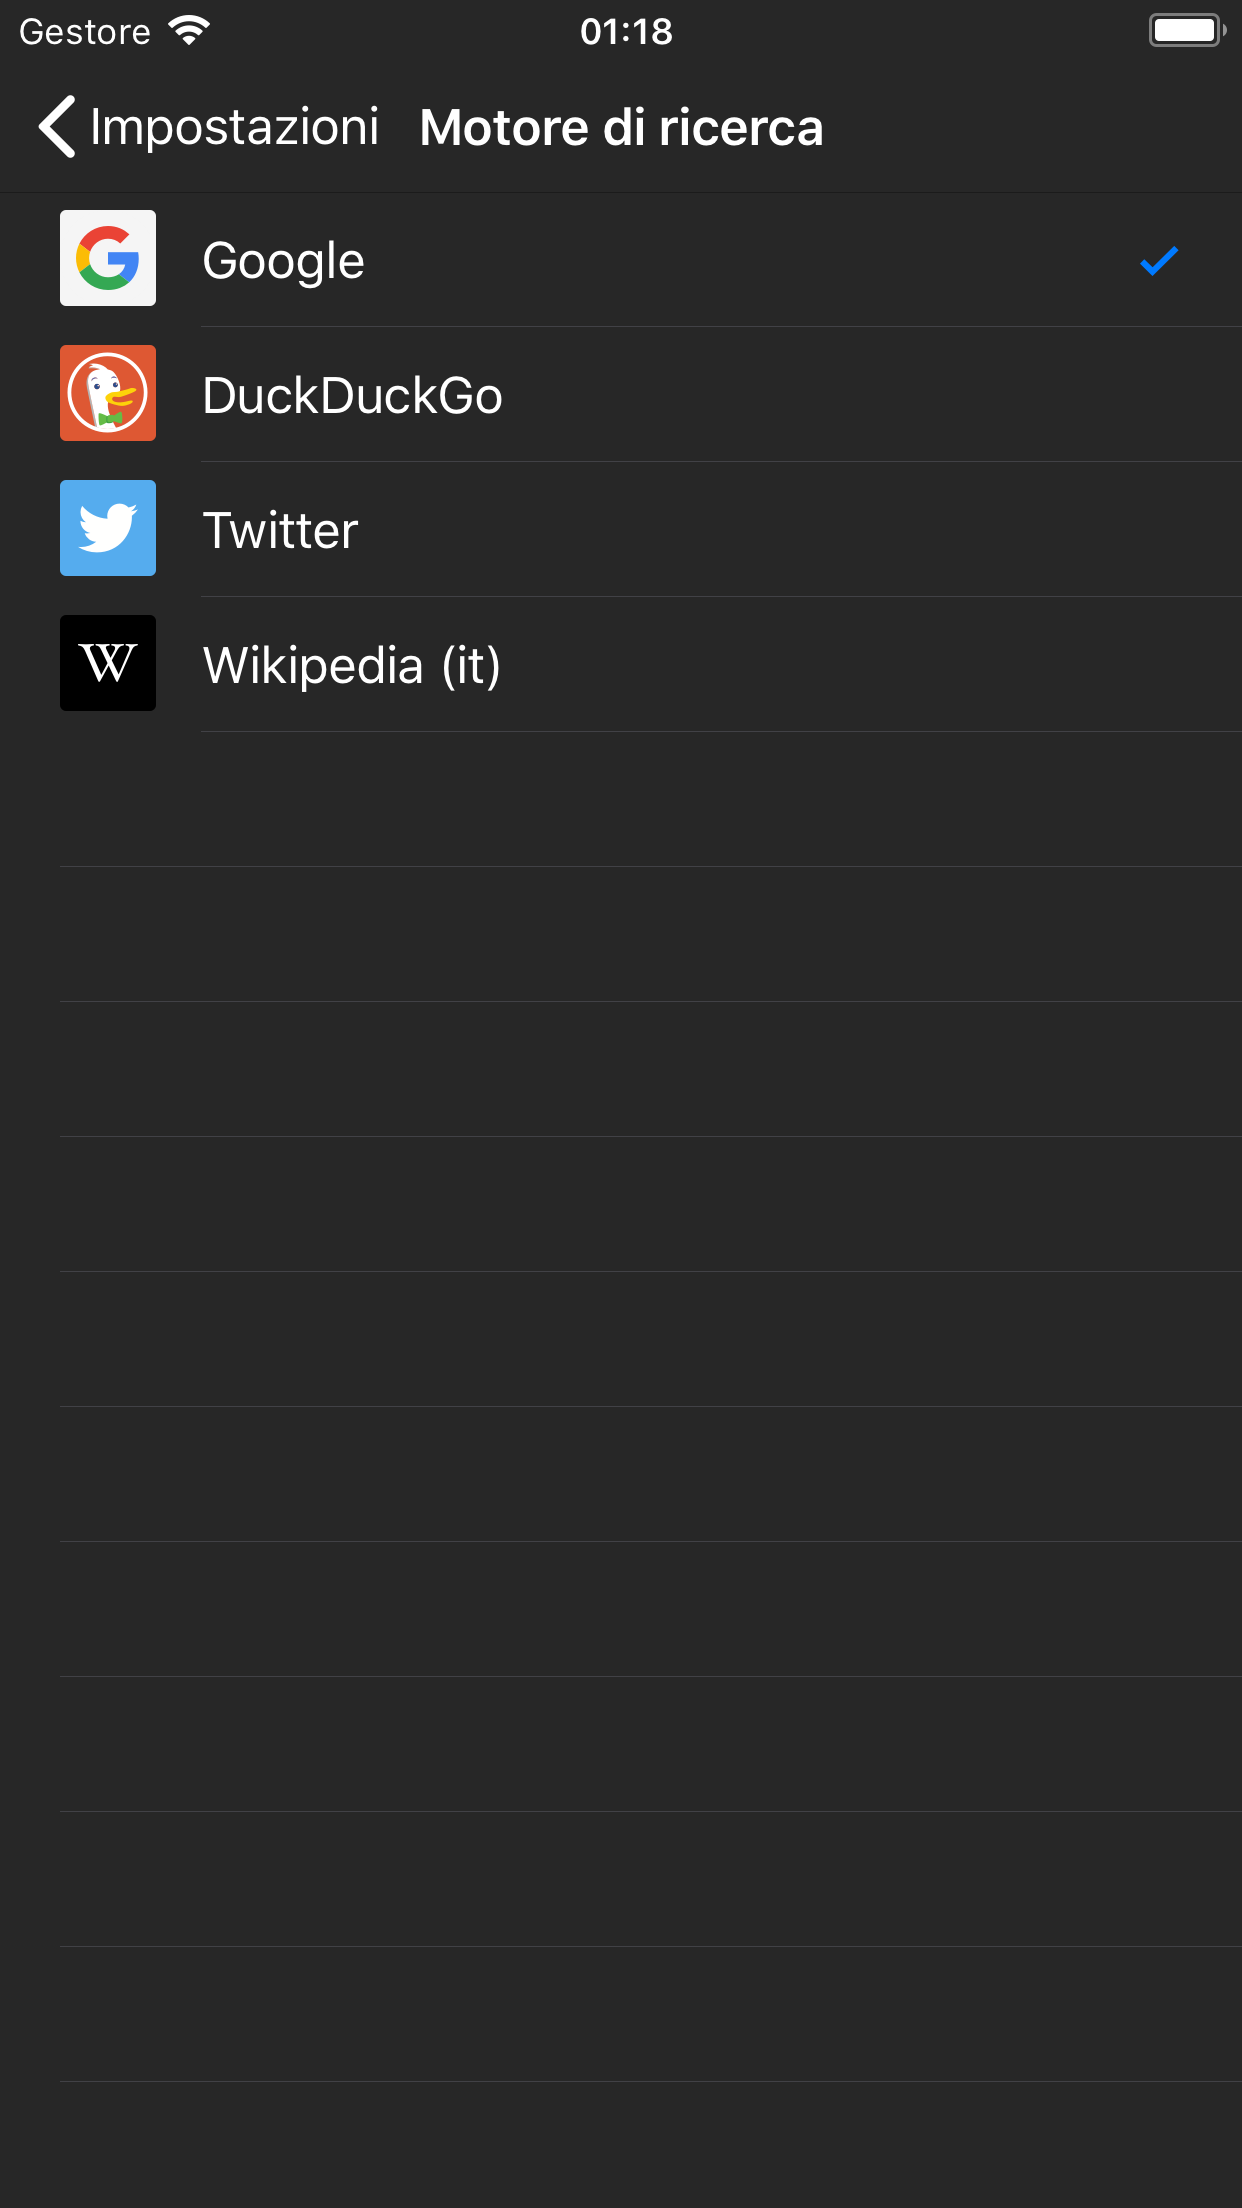 Gestore 01:18
Impostazioni Motore di ricerca
Google
DuckDuckGo
Twitter
W Wikipedia (it)